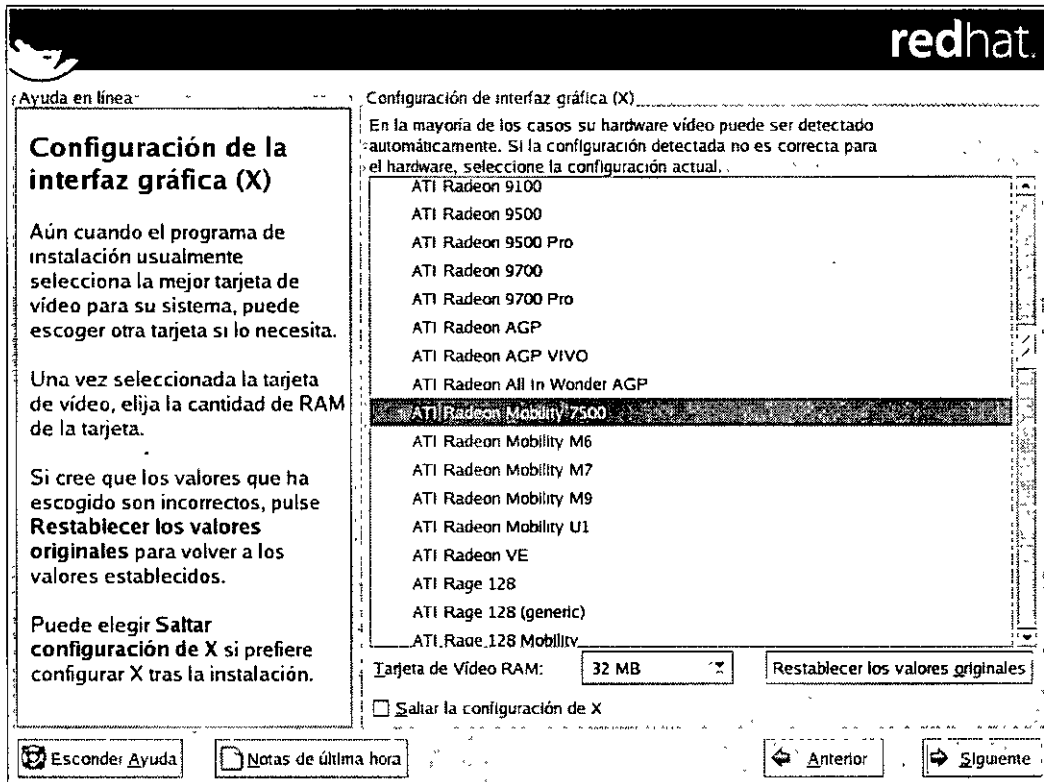 redhat.
Ayuda en línea
Configuración de la
interfaz gráfica (X)
Aún cuando el programa de
instalación usualmente
selecciona la mejor tarjeta de
vídeo para su sistema, puede
escoger otra tarjeta si lo necesita.
Una vez seleccionada la tarjeta
de vídeo, elija la cantidad de RAM
de la tarjeta.
Si cree que los valores que ha
escogido son incorrectos, pulse
Restablecer los valores
originales para volver a los
valores establecidos.
Puede elegir Saltar
configuración de X si prefiere
configurar X tras la instalación.
Configuración de interfaz gráfica (X)
En la mayoría de los casos su hardware vídeo puede ser detectado
automáticamente. Si la configuración detectada no es correcta para
el hardware, seleccione la configuración actual.
ATI Radeon 9100
ATI Radeon 9500
ATI Radeon 9500 Pro
ATI Radeon 9700
ATI Radeon 9700 Pro
ATI Radeon AGP
ATI Radeon AGP VIVO
ATI Radeon All In Wonder AGP
ATI Radeon Mobility 7500
ATI Radeon Mobility M6
ATI Radeon Mobility M7
ATI Radeon Mobility M9
ATI Radeon Mobility U1
ATI Radeon VE
ATI Rage 128
ATI Rage 128 (generic)
ATI Rage 128 Mobility
Tarjeta de Vídeo RAM: 32 MB Restablecer los valores originales
Saltar la configuración de X
Esconder Ayuda Notas de última hora Anterior Siguiente